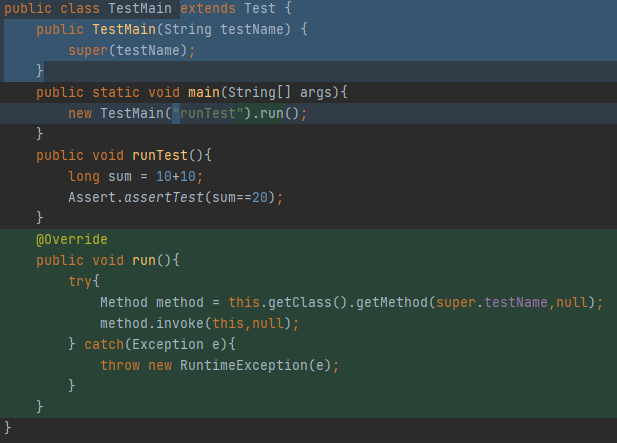 public class TestMain extends Test {
    public TestMain(String testName) {
        super(testName);
    }
    public static void main(String[] args){
        new TestMain("runTest").run();
    }
    public void runTest(){
        long sum = 10+10;
        Assert.assertTest(sum==20);
    }
    @Override
    public void run(){
        try{
            Method method = this.getClass().getMethod(super.testName,null);
            method.invoke(this,null);
        } catch(Exception e){
            throw new RuntimeException(e);
        }
    }
}